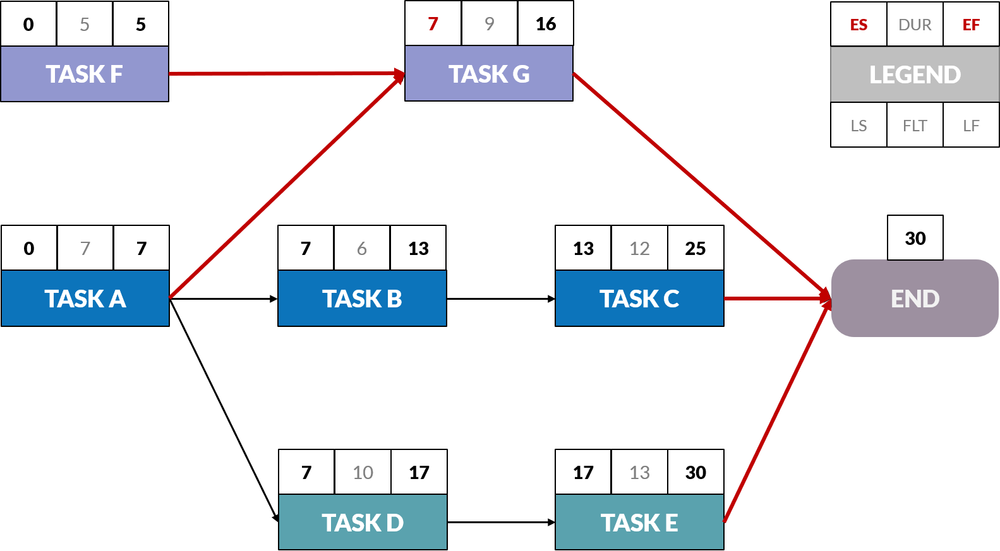 0 5 5
TASK F
7 9 16
TASK G
ES DUR EF
LEGEND
LS FLT LF
0 7 7
TASK A
7 6 13
TASK B
13 12 25
TASK C
30
END
7 10 17
TASK D
17 13 30
TASK E